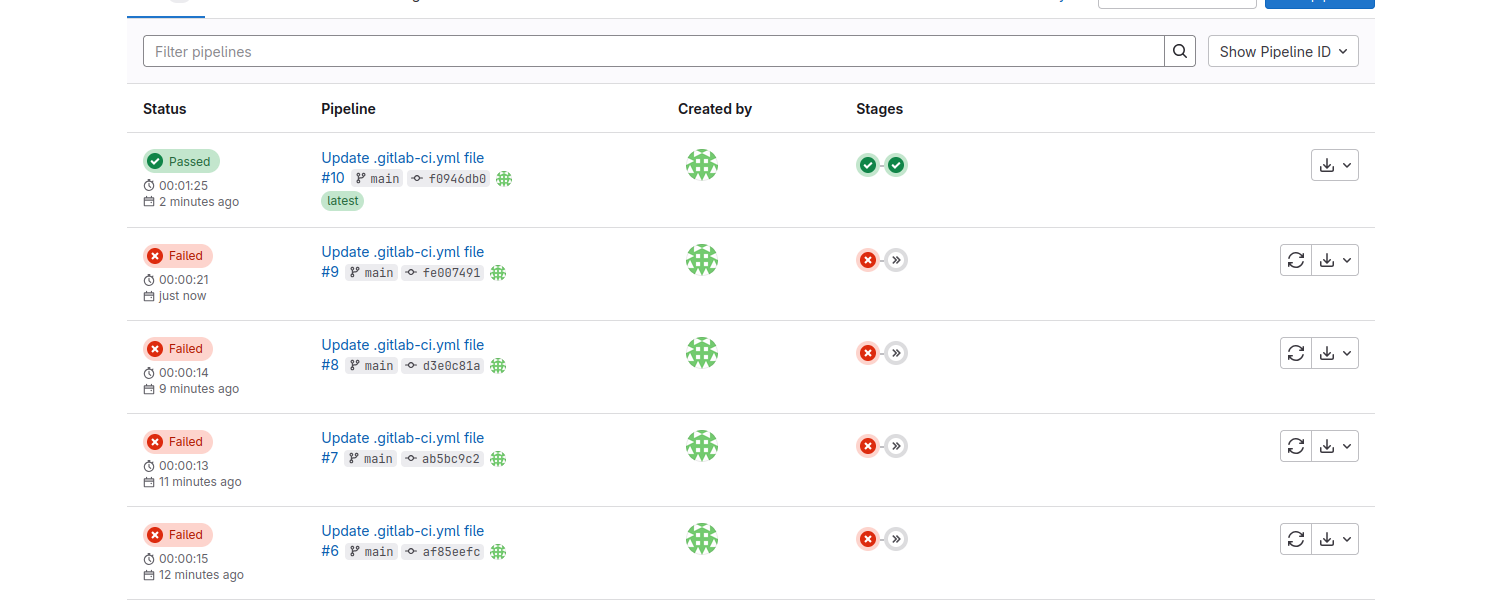 Filter pipelines
Show Pipeline ID
Status Pipeline Created by Stages
Passed
00:01:25
2 minutes ago
Update .gitlab-ci.yml file
#10 main f0946db0
latest
Failed
00:00:21
just now
Update .gitlab-ci.yml file
#9 main fe007491
Failed
00:00:14
9 minutes ago
Update .gitlab-ci.yml file
#8 main d3e0c81a
Failed
00:00:13
11 minutes ago
Update .gitlab-ci.yml file
#7 main ab5bc9c2
Failed
00:00:15
12 minutes ago
Update .gitlab-ci.yml file
#6 main af85eefc